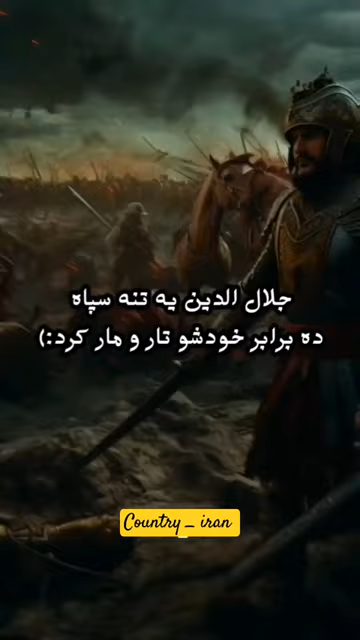 جلال الدین یه تنه سپاه
ده برابر خودشو تار و مار کرد:)
Country_iran